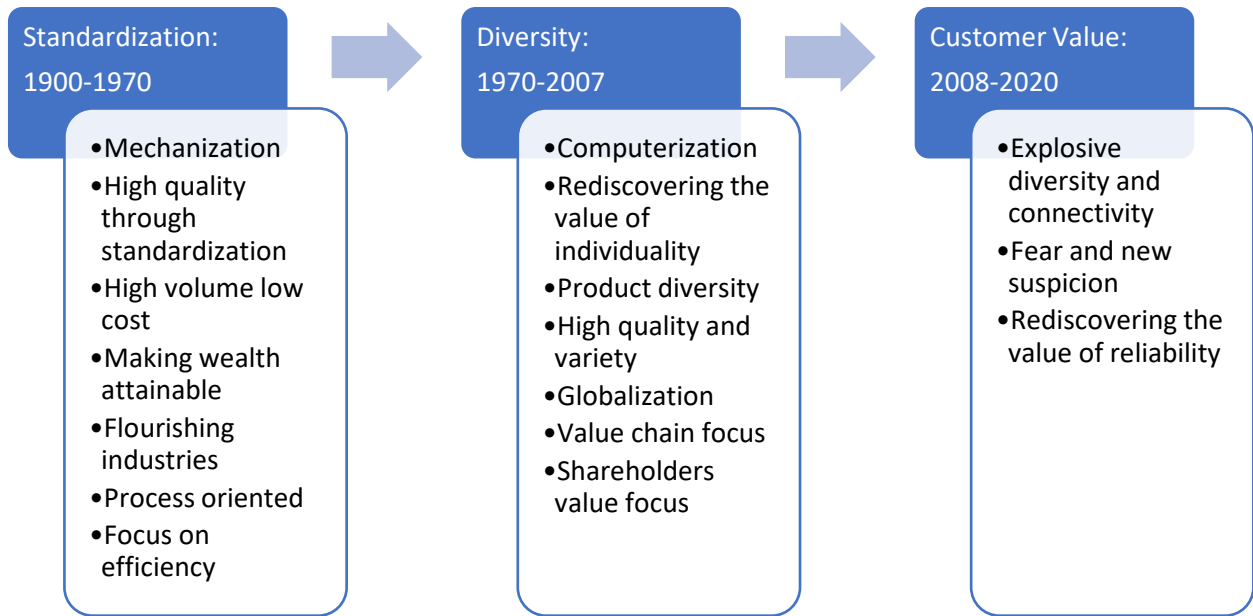 Standardization:
1900-1970
•Mechanization
•High quality
through
standardization
•High volume low
cost
•Making wealth
attainable
•Flourishing
industries
•Process oriented
•Focus on
efficiency
Diversity:
1970-2007
•Computerization
•Rediscovering the
value of
individuality
•Product diversity
•High quality and
variety
•Globalization
•Value chain focus
•Shareholders
value focus
Customer Value:
2008-2020
•Explosive
diversity and
connectivity
•Fear and new
suspicion
•Rediscovering the
value of reliability